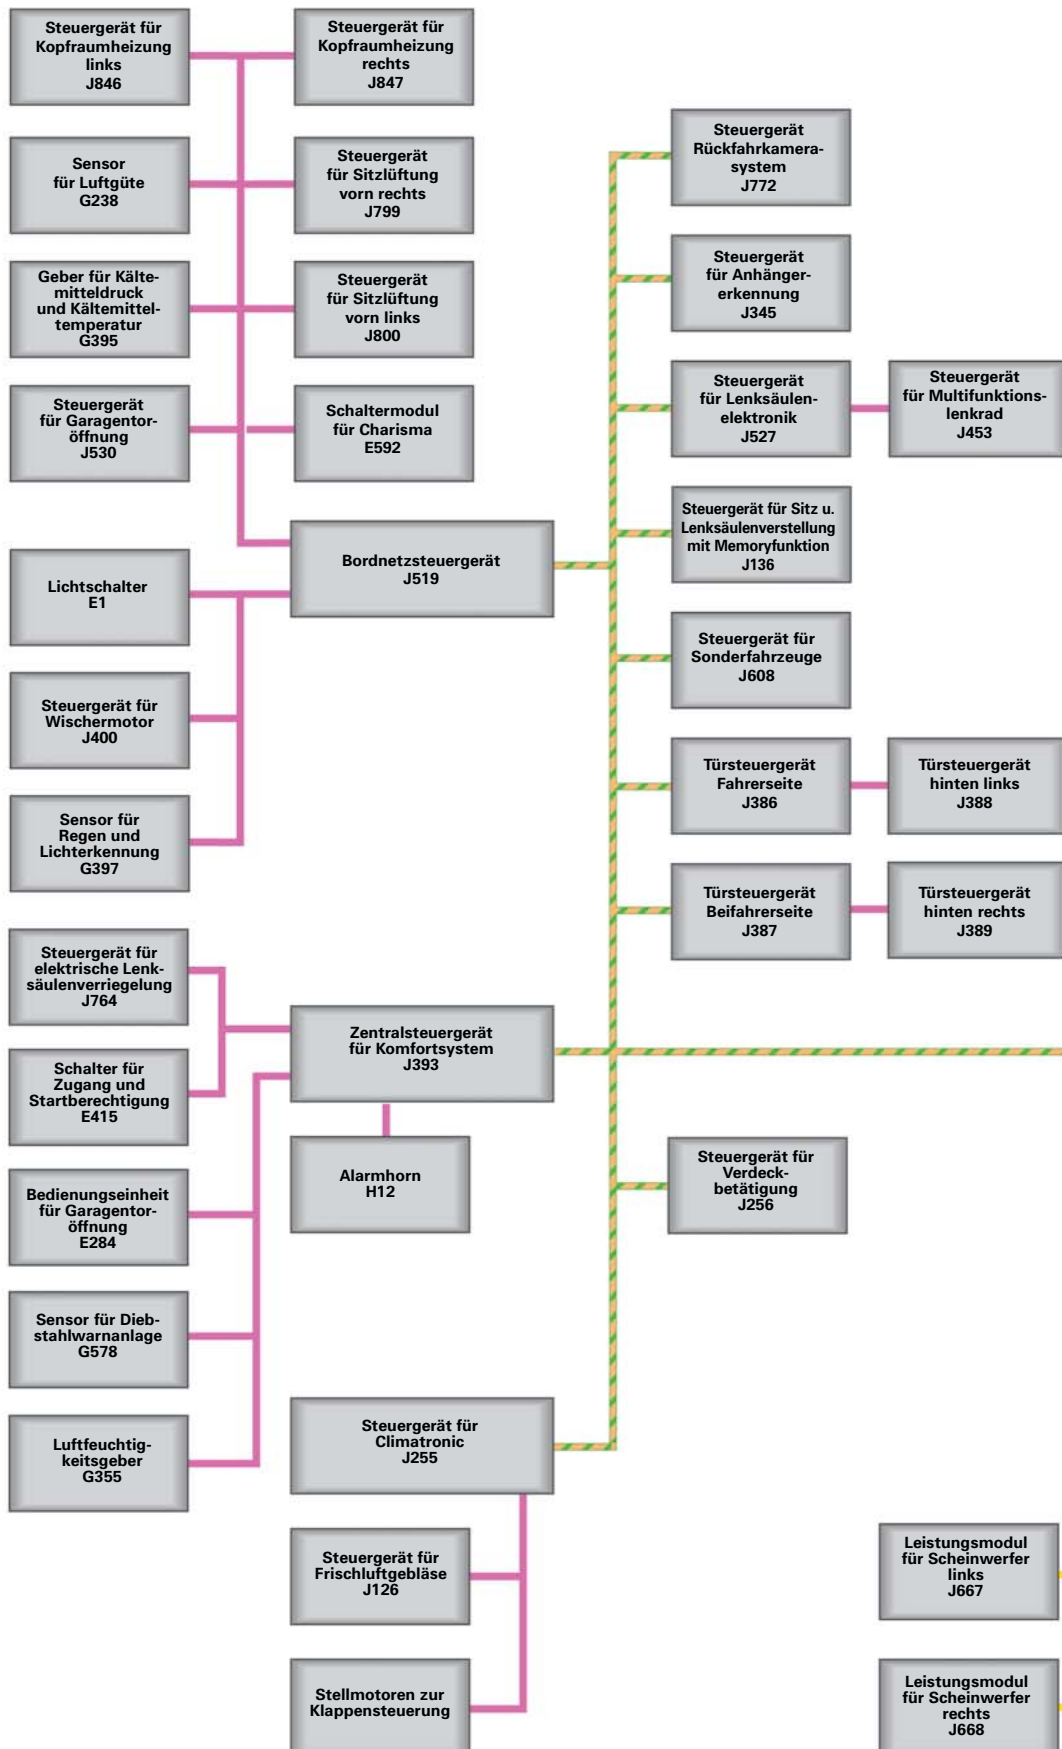 Steuergerät für
Kopfraumheizung
links
J846
Steuergerät für
Kopfraumheizung
rechts
J847
Sensor
für Luftgüte
G238
Steuergerät
für Sitzlüftung
vorn rechts
J799
Geber für Kälte-
mitteldruck
und Kältemittel-
temperatur
G395
Steuergerät
für Sitzlüftung
vorn links
J800
Steuergerät
für Garagentor-
öffnung
J530
Schaltermodul
für Charisma
E592
Bordnetzsteuergerät
J519
Lichtschalter
E1
Steuergerät für
Wischermotor
J400
Sensor für
Regen und
Lichterkennung
G397
Steuergerät
Rückfahrkamera-
system
J772
Steuergerät
für Anhänger-
erkennung
J345
Steuergerät
für Lenksäulen-
elektronik
J527
Steuergerät
für Multifunktions-
lenkrad
J453
Steuergerät für Sitz u.
Lenksäulenverstellung
mit Memoryfunktion
J136
Steuergerät für
Sonderfahrzeuge
J608
Türsteuergerät
Fahrerseite
J386
Türsteuergerät
hinten links
J388
Türsteuergerät
Beifahrerseite
J387
Türsteuergerät
hinten rechts
J389
Steuergerät für
elektrische Lenk-
säulenverriegelung
J764
Schalter für
Zugang und
Startberechtigung
E415
Zentralsteuergerät
für Komfortsystem
J393
Alarmhorn
H12
Bedienungseinheit
für Garagentor-
öffnung
E284
Sensor für Dieb-
stahlwarnanlage
G578
Luftfeuchtig-
keitsgeber
G355
Steuergerät für
Verdeck-
betätigung
J256
Steuergerät für
Climatronic
J255
Steuergerät für
Frischluftgebläse
J126
Stellmotoren zur
Klappensteuerung
Leistungsmodul
für Scheinwerfer
links
J667
Leistungsmodul
für Scheinwerfer
rechts
J668